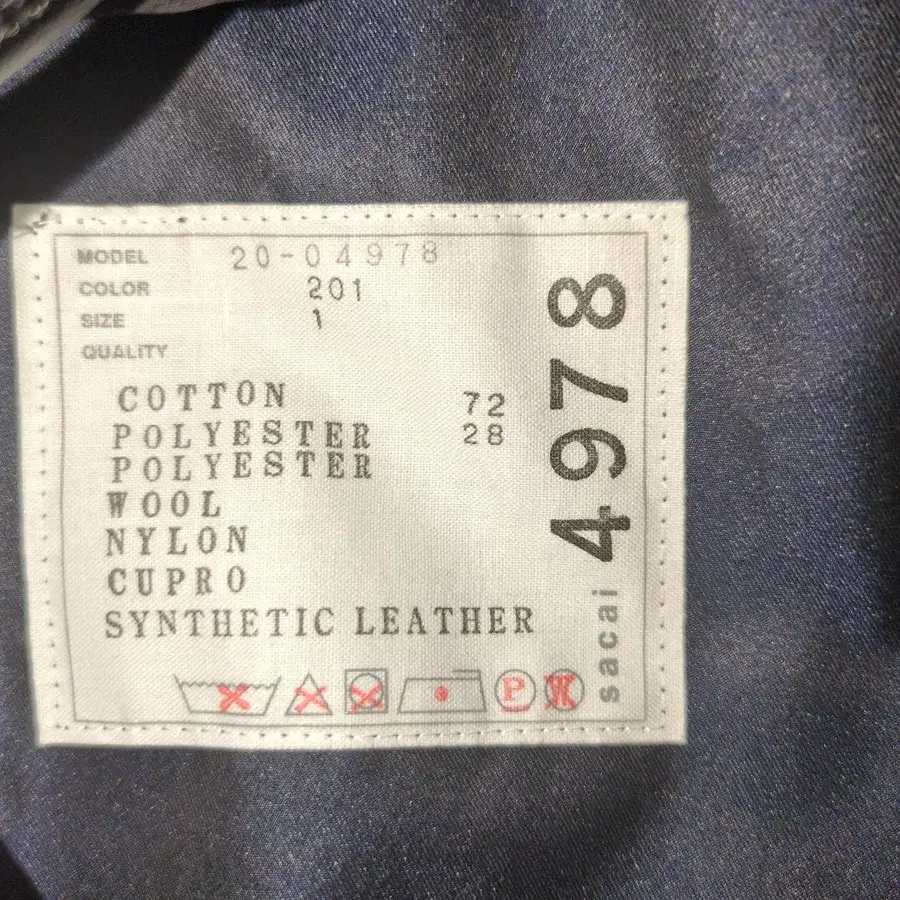 MODEL 20-04978
COLOR 201
SIZE 1
QUALITY
COTTON 72
POLYESTER 28
POLYESTER
WOOL
NYLON
CUPRO
SYNTHETIC LEATHER
P
W
sacai 4978